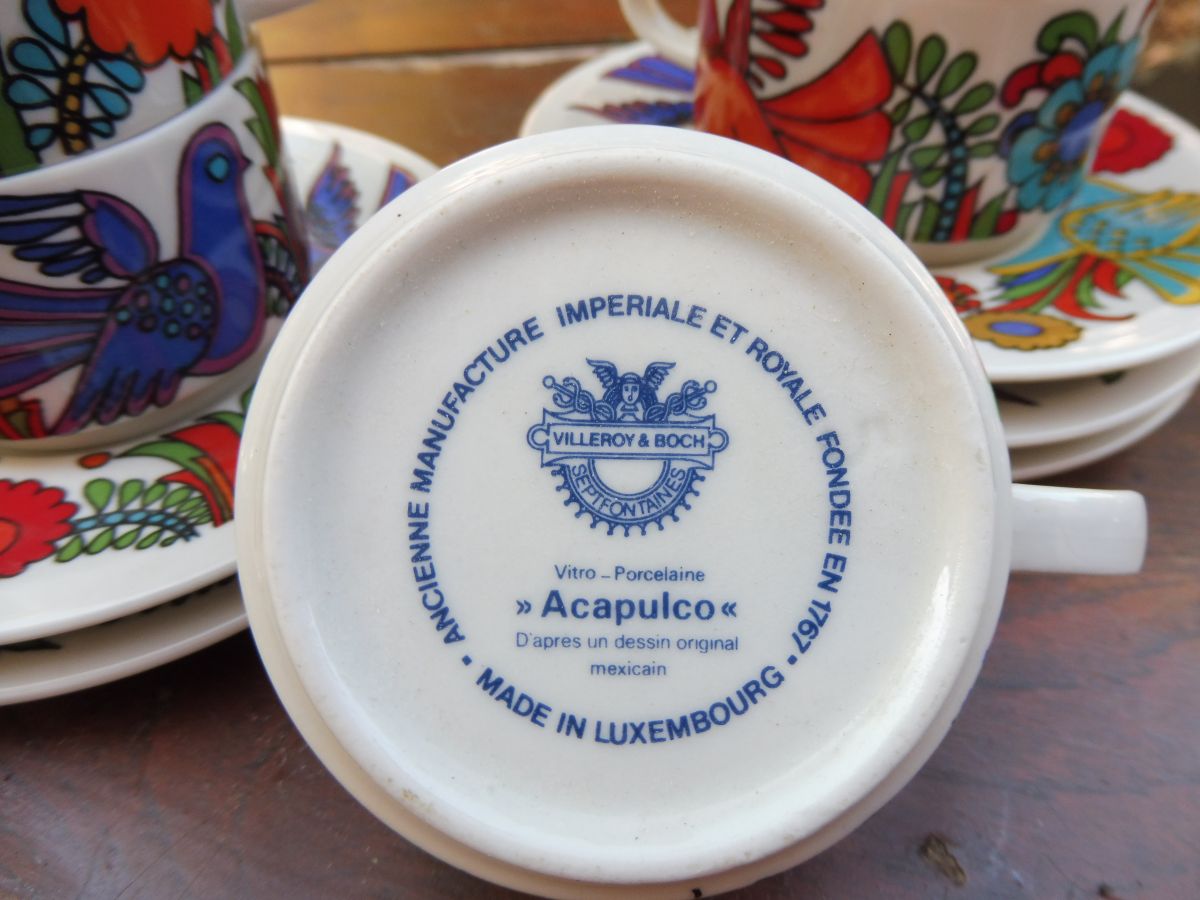 ANCIENNE MANUFACTURE IMPERIALE ET ROYALE FONDEE EN 1767 •
MADE IN LUXEMBOURG •
VILLEROY & BOCH
SEPTFONTAINES
Vitro – Porcelaine
» Acapulco «
D'apres un dessin original
mexicain